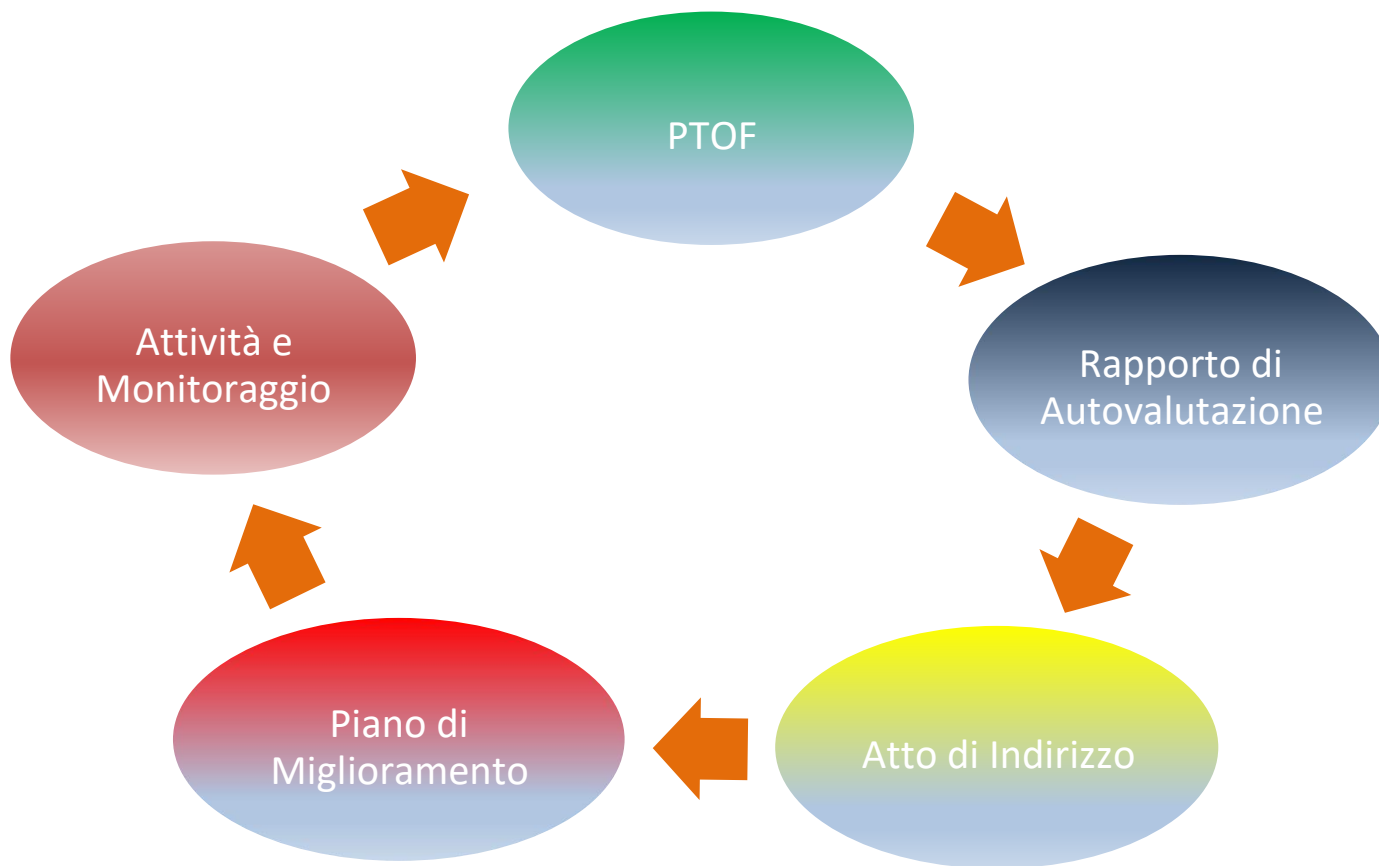 PTOF
Rapporto di
Autovalutazione
Atto di Indirizzo
Piano di
Miglioramento
Attività e
Monitoraggio